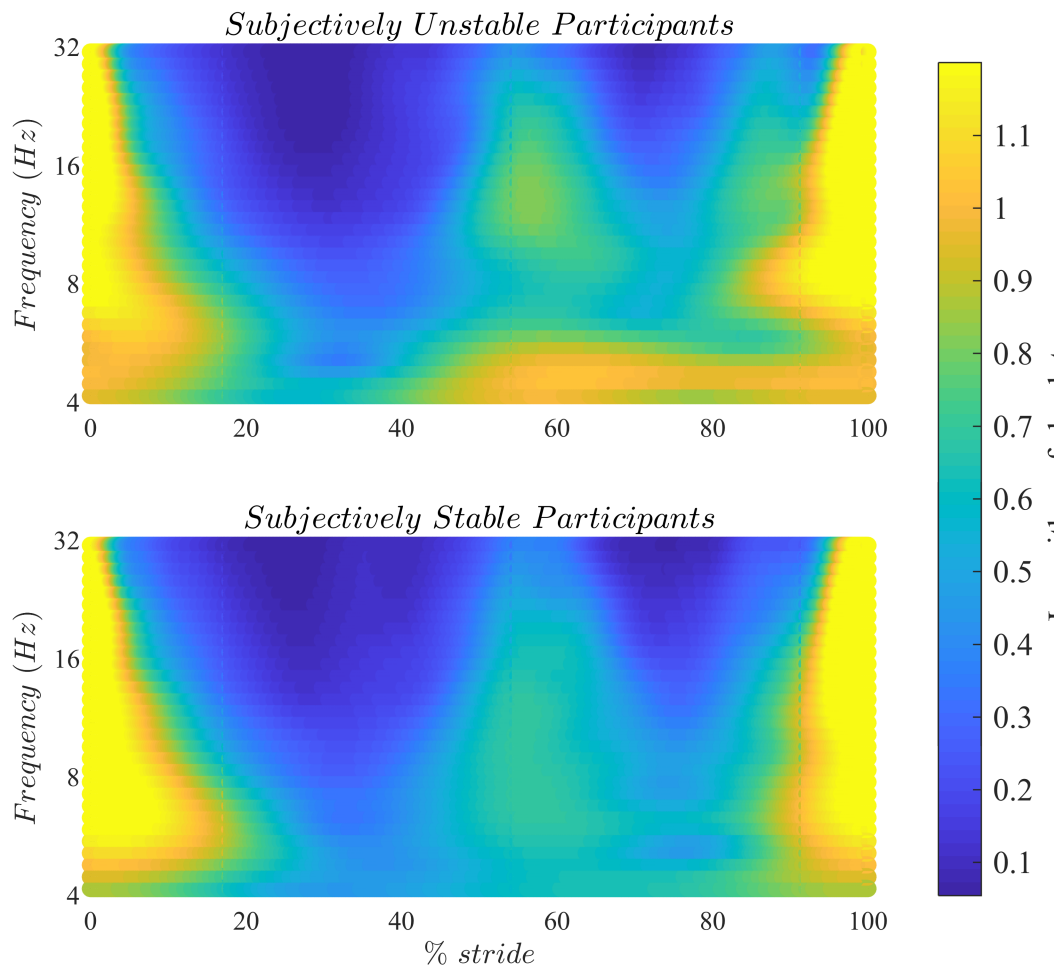 Subjectively Unstable Participants
Frequency (Hz)
32
16
8
4
0 20 40 60 80 100
Subjectively Stable Participants
Frequency (Hz)
32
16
8
4
0 20 40 60 80 100
% stride
1.1
1
0.9
0.8
0.7
0.6
0.5
0.4
0.3
0.2
0.1